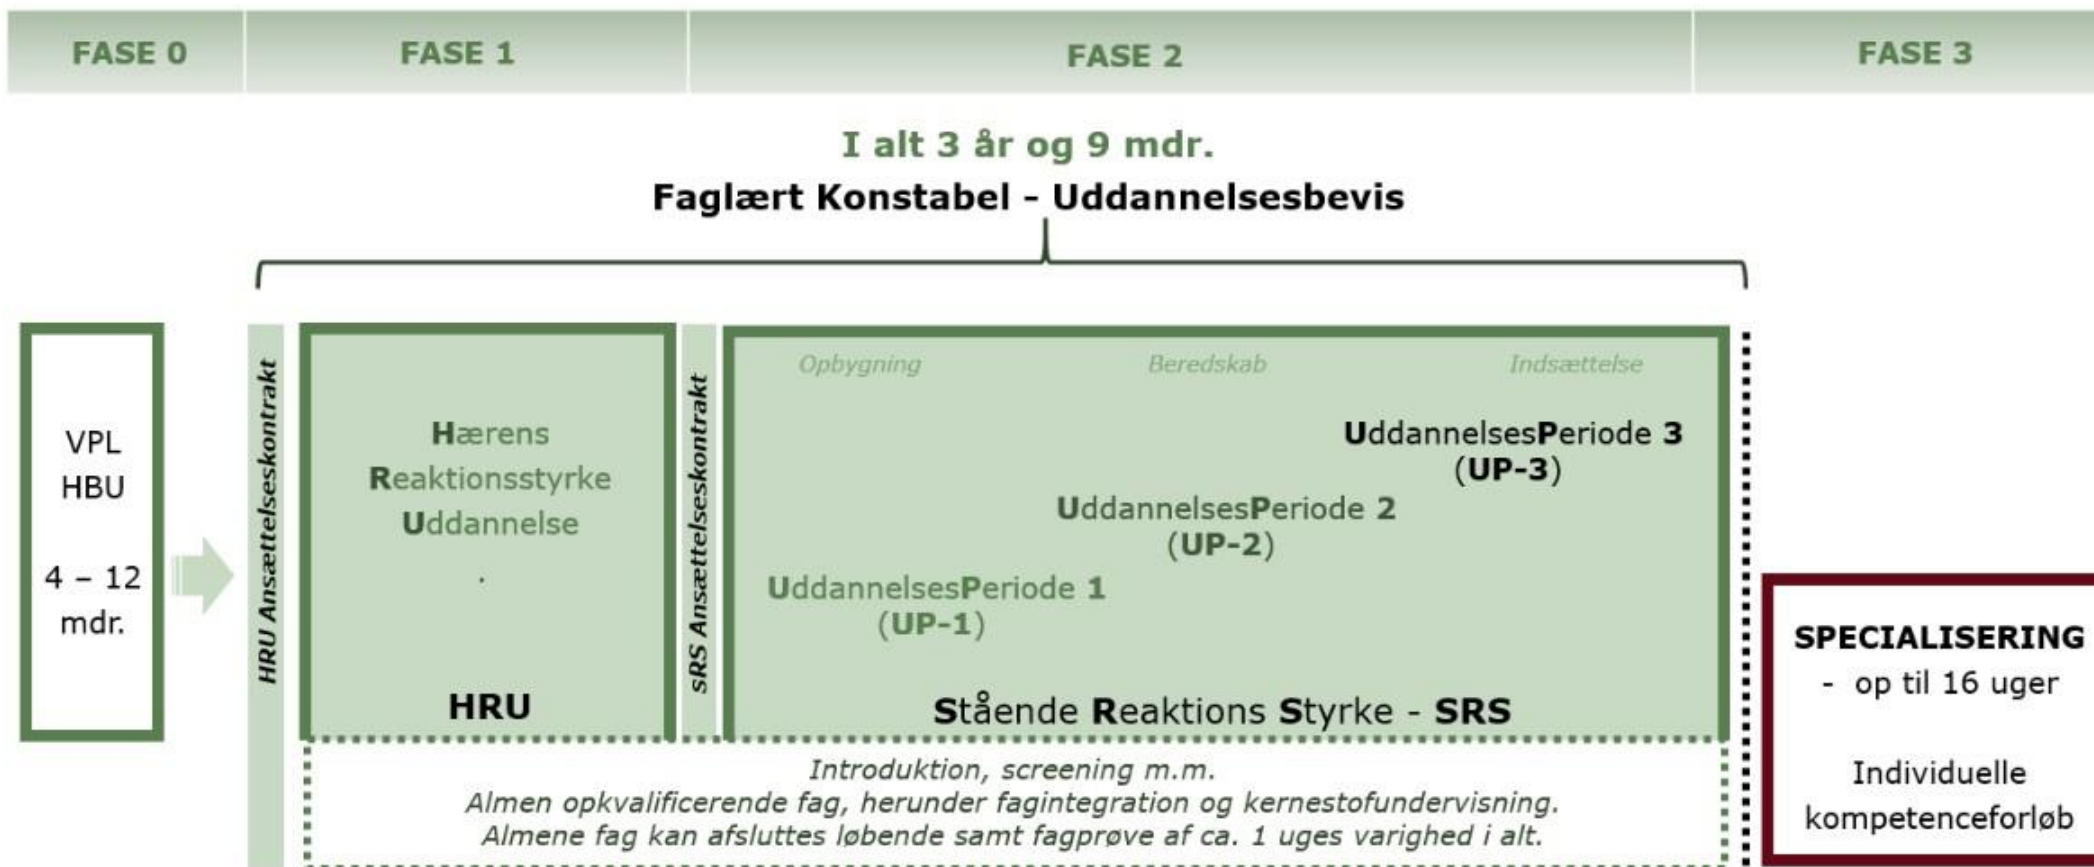 FASE 0
FASE 1
FASE 2
FASE 3
I alt 3 år og 9 mdr.
Faglært Konstabel - Uddannelsesbevis
VPL
HBU
4 – 12
mdr.
HRU Ansættelseskontrakt
Hærens
Reaktionsstyrke
Uddannelse
.
HRU
SRS Ansættelseskontrakt
Opbygning
Beredskab
Indsættelse
UddannelsesPeriode 3
(UP-3)
UddannelsesPeriode 2
(UP-2)
UddannelsesPeriode 1
(UP-1)
Stående Reaktions Styrke - SRS
Introduktion, screening m.m.
Almen opkvalificerende fag, herunder fagintegration og kernestofundervisning.
Almene fag kan afsluttes løbende samt fagprøve af ca. 1 uges varighed i alt.
SPECIALISERING
- op til 16 uger
Individuelle
kompetenceforløb